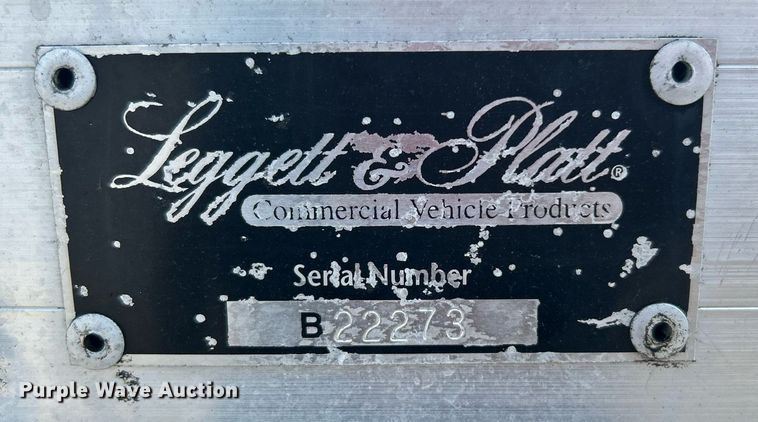 Leggett & Platt®
Commercial Vehicle Products
Serial Number
B 22273
Purple Wave Auction